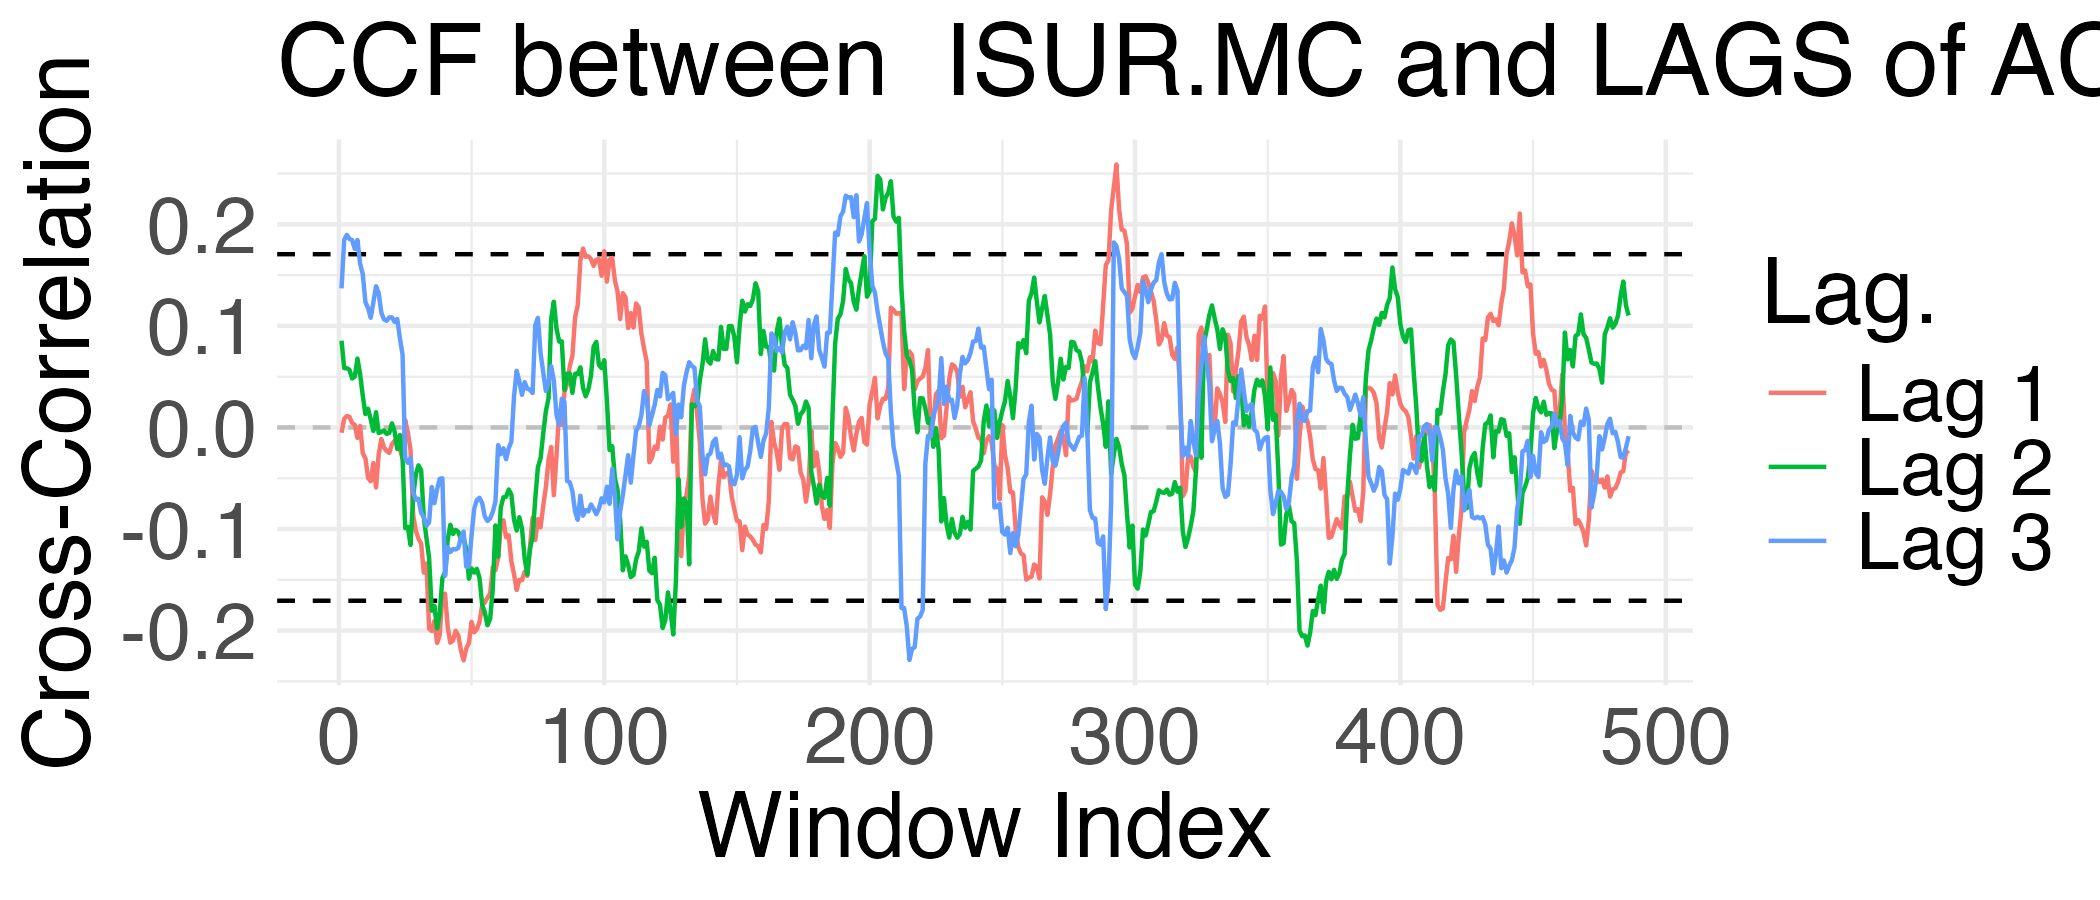 CCF between  ISUR.MC and LAGS of AC
Cross-Correlation
0.2
0.1
0.0
-0.1
-0.2
0 100 200 300 400 500
Window Index
Lag.
Lag 1
Lag 2
Lag 3